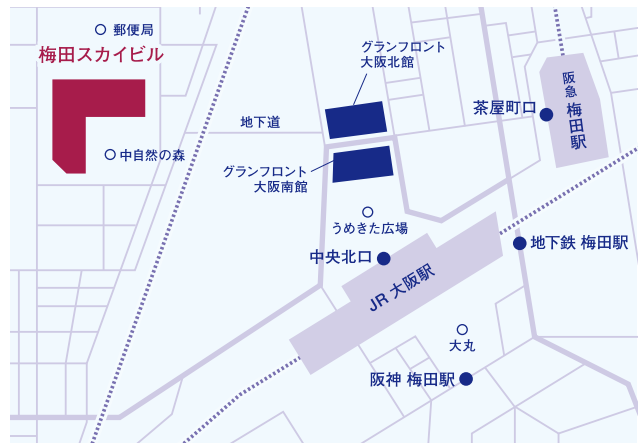 郵便局
梅田スカイビル
グランフロント
大阪北館
阪急 梅田駅
茶屋町口
地下道
中自然の森
グランフロント
大阪南館
うめきた広場
中央北口
地下鉄 梅田駅
JR 大阪駅
大丸
阪神 梅田駅